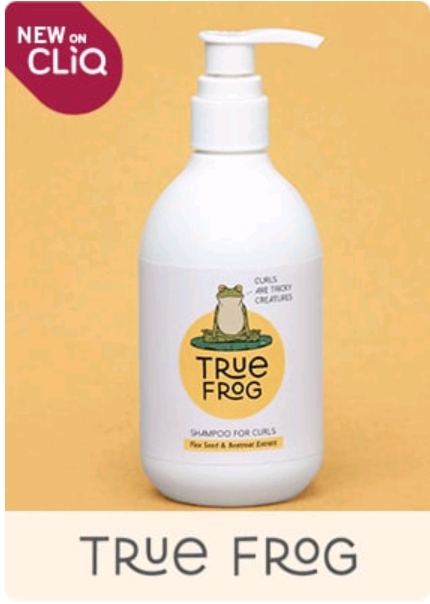 NEW ON
CLiQ
CURLS
ARE TRICKY
CREATURES
TRUe
FROG
SHAMPOO FOR CURLS
Flax Seed & Beetroot Extract
TRUe FROG